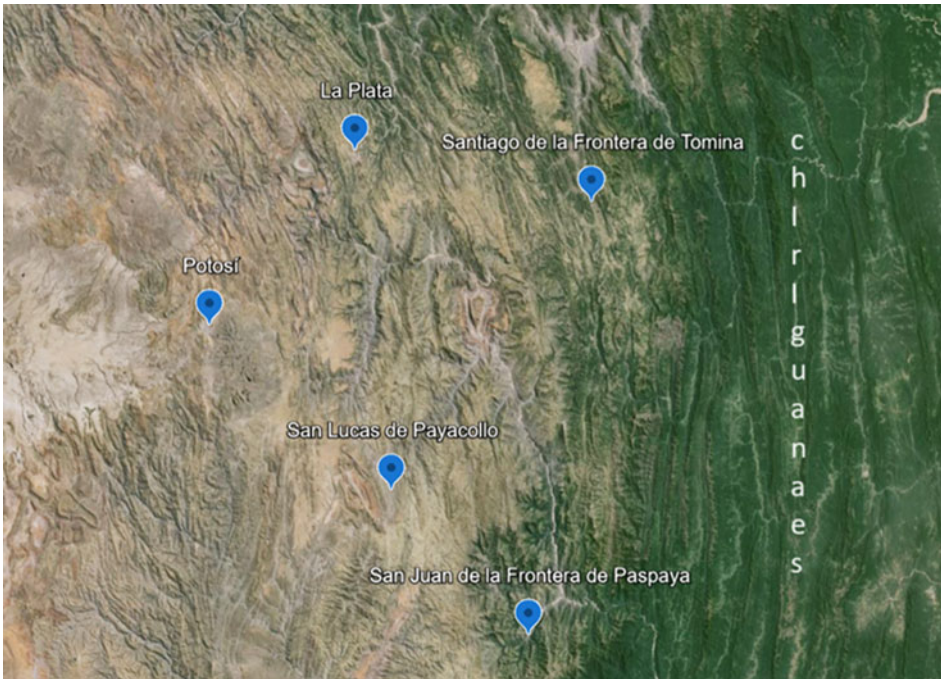 La Plata
Santiago de la Frontera de Tomina
Potosí
San Lucas de Payacollo
San Juan de la Frontera de Paspaya
chIrIguanaes